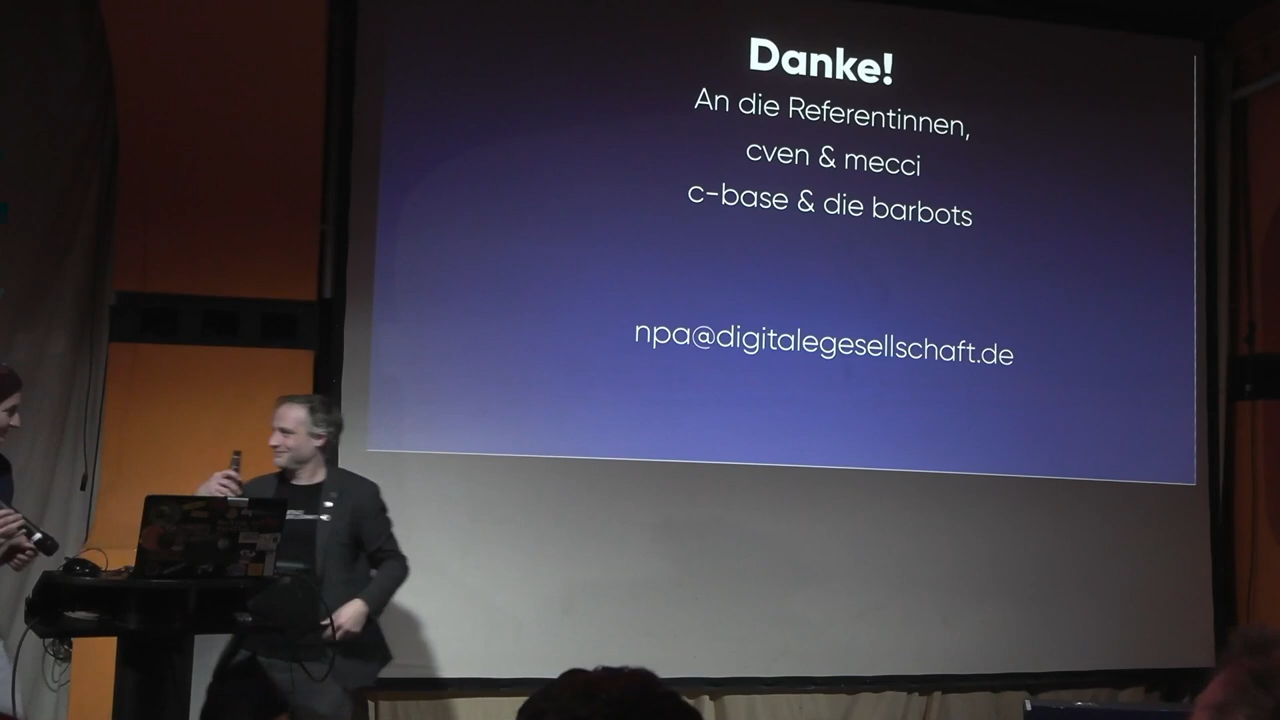 Danke!
An die Referentinnen,
cven & mecci
c-base & die barbots
npa@digitalegesellschaft.de